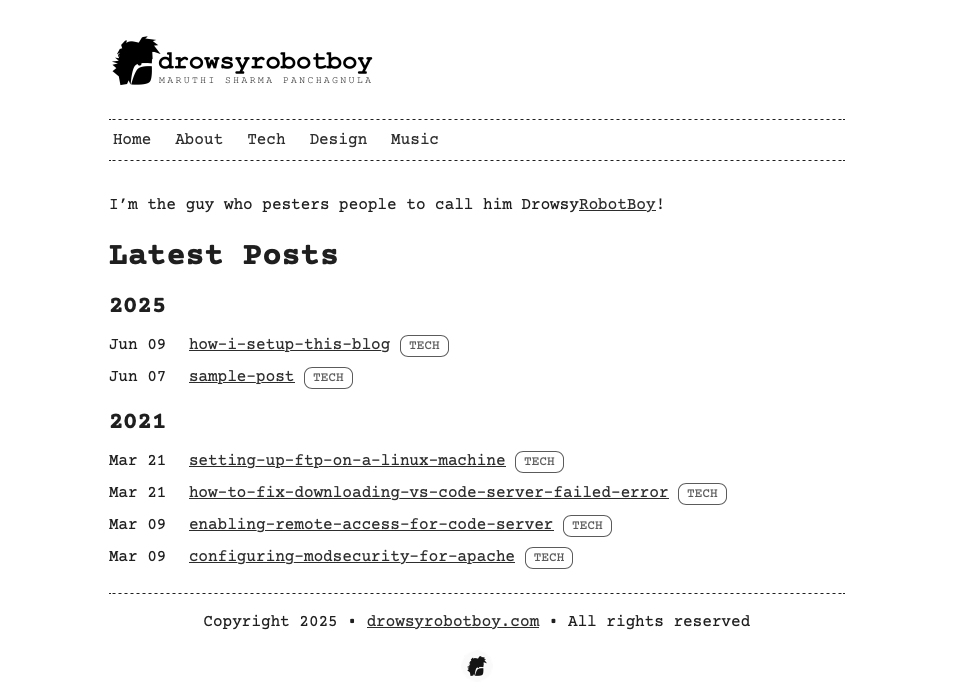 drowsyrobotboy
MARUTHI SHARMA PANCHAGNULA
Home About Tech Design Music
I’m the guy who pesters people to call him DrowsyRobotBoy!
Latest Posts
2025
Jun 09 how-i-setup-this-blog TECH
Jun 07 sample-post TECH
2021
Mar 21 setting-up-ftp-on-a-linux-machine TECH
Mar 21 how-to-fix-downloading-vs-code-server-failed-error TECH
Mar 09 enabling-remote-access-for-code-server TECH
Mar 09 configuring-modsecurity-for-apache TECH
Copyright 2025 • drowsyrobotboy.com • All rights reserved